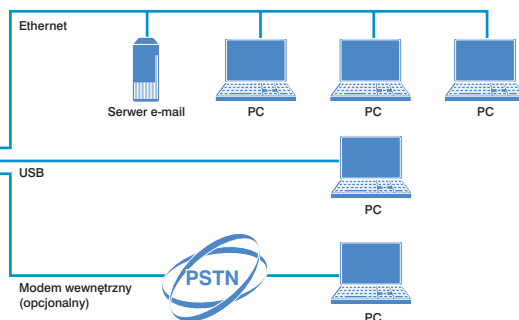 Ethernet
Serwer e-mail
PC
PC
PC
USB
PC
PSTN
Modem wewnętrzny
(opcjonalny)
PC